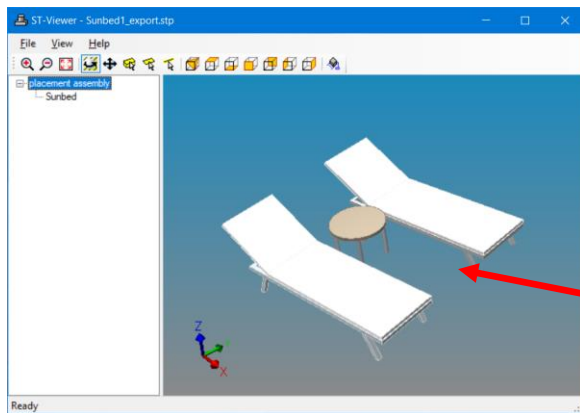 ST-Viewer - Sunbed1_export.stp
File View Help
placement assembly
Sunbed
Z
Y
X
Ready